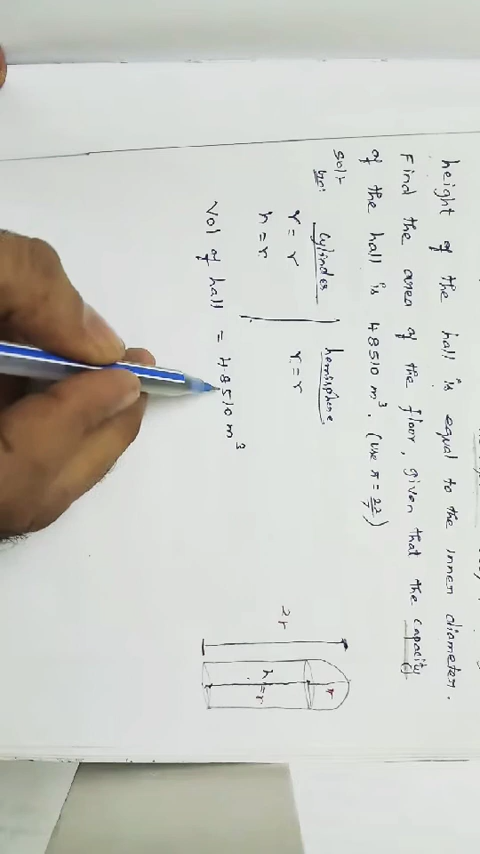 height of the hall is equal to the inner diameter.
Find the area of the floor, given that the capacity
of the hall is 48510 m³. (use π = 22/7)
Soln
cylinder hemisphere
r = r r = r
h = r
Vol of hall = 48510 m³
2r
r
h=r